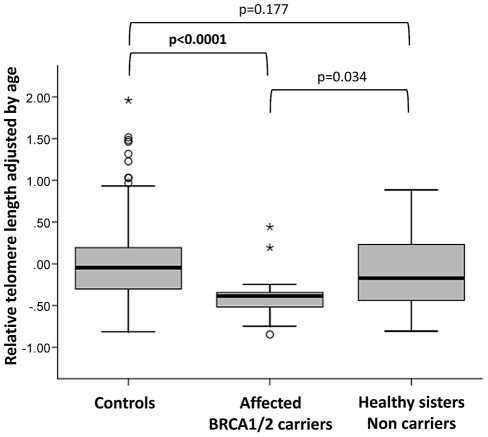 p=0.177
p<0.0001
p=0.034
Relative telomere length adjusted by age
2.00
1.50
1.00
.50
.00
-.50
-1.00
Controls
Affected
BRCA1/2 carriers
Healthy sisters
Non carriers